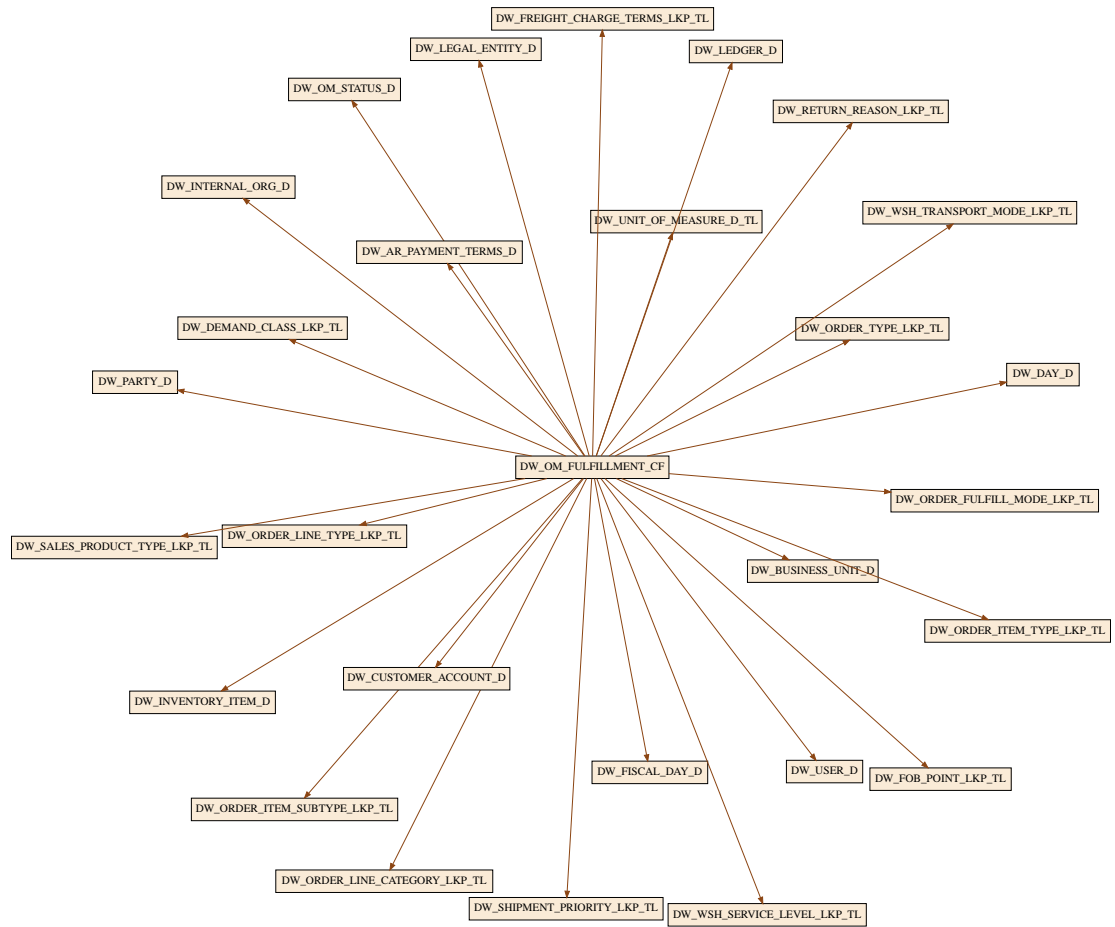 DW_FREIGHT_CHARGE_TERMS_LKP_TL
DW_LEGAL_ENTITY_D
DW_LEDGER_D
DW_OM_STATUS_D
DW_RETURN_REASON_LKP_TL
DW_INTERNAL_ORG_D
DW_WSH_TRANSPORT_MODE_LKP_TL
DW_UNIT_OF_MEASURE_D_TL
DW_AR_PAYMENT_TERMS_D
DW_DEMAND_CLASS_LKP_TL
DW_ORDER_TYPE_LKP_TL
DW_DAY_D
DW_PARTY_D
DW_OM_FULFILLMENT_CF
DW_ORDER_FULFILL_MODE_LKP_TL
DW_ORDER_LINE_TYPE_LKP_TL
DW_SALES_PRODUCT_TYPE_LKP_TL
DW_BUSINESS_UNIT_D
DW_ORDER_ITEM_TYPE_LKP_TL
DW_CUSTOMER_ACCOUNT_D
DW_INVENTORY_ITEM_D
DW_FISCAL_DAY_D
DW_USER_D
DW_FOB_POINT_LKP_TL
DW_ORDER_ITEM_SUBTYPE_LKP_TL
DW_ORDER_LINE_CATEGORY_LKP_TL
DW_SHIPMENT_PRIORITY_LKP_TL
DW_WSH_SERVICE_LEVEL_LKP_TL